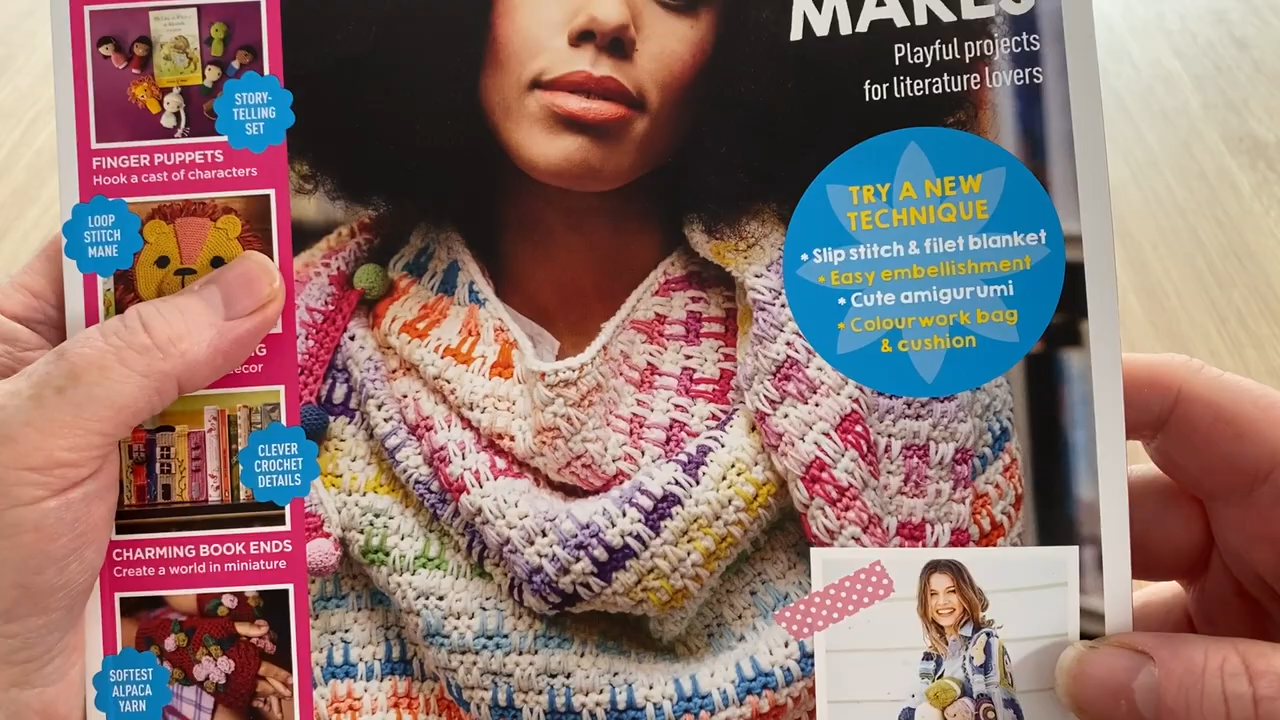 MAKES
Playful projects
for literature lovers
STORY-
TELLING
SET
FINGER PUPPETS
Hook a cast of characters
LOOP
STITCH
MANE
TRY A NEW
TECHNIQUE
* Slip stitch & filet blanket
* Easy embellishment
* Cute amigurumi
* Colourwork bag
& cushion
CLEVER
CROCHET
DETAILS
CHARMING BOOK ENDS
Create a world in miniature
SOFTEST
ALPACA
YARN